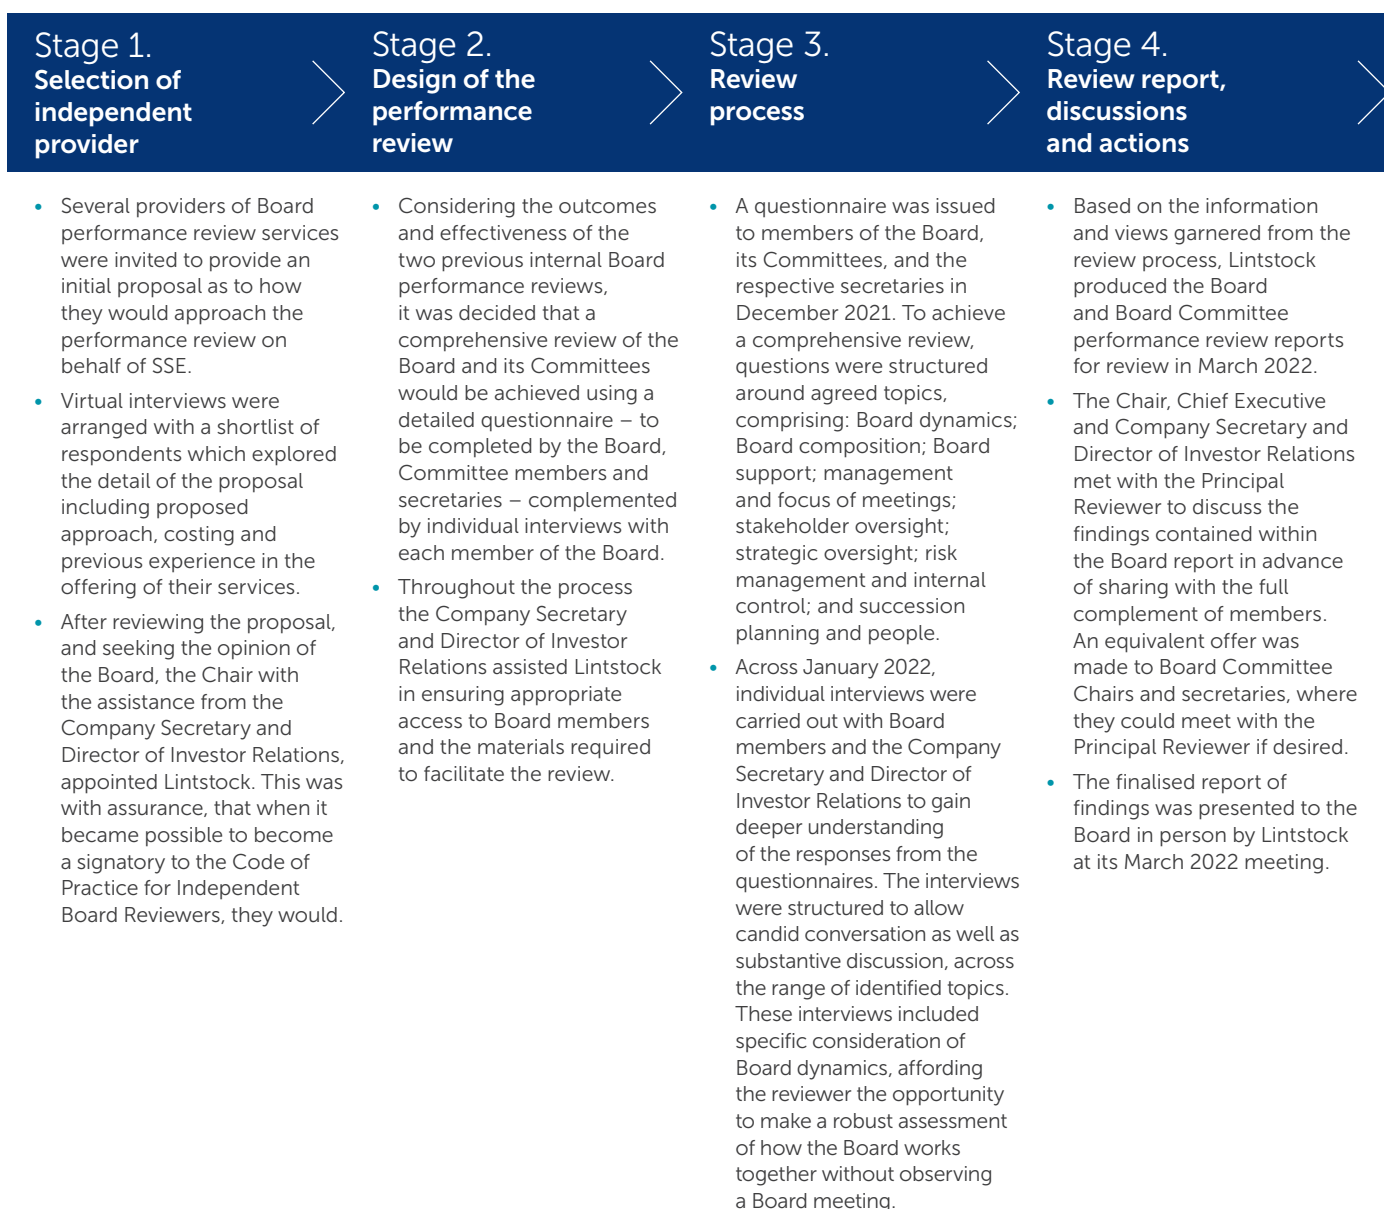 Stage 1.
Selection of
independent
provider
Stage 2.
Design of the
performance
review
Stage 3.
Review
process
Stage 4.
Review report,
discussions
and actions
• Several providers of Board
performance review services
were invited to provide an
initial proposal as to how
they would approach the
performance review on
behalf of SSE.
• Virtual interviews were
arranged with a shortlist of
respondents which explored
the detail of the proposal
including proposed
approach, costing and
previous experience in the
offering of their services.
• After reviewing the proposal,
and seeking the opinion of
the Board, the Chair with
the assistance from the
Company Secretary and
Director of Investor Relations,
appointed Lintstock. This was
with assurance, that when it
became possible to become
a signatory to the Code of
Practice for Independent
Board Reviewers, they would.
• Considering the outcomes
and effectiveness of the
two previous internal Board
performance reviews,
it was decided that a
comprehensive review of the
Board and its Committees
would be achieved using a
detailed questionnaire – to
be completed by the Board,
Committee members and
secretaries – complemented
by individual interviews with
each member of the Board.
• Throughout the process
the Company Secretary
and Director of Investor
Relations assisted Lintstock
in ensuring appropriate
access to Board members
and the materials required
to facilitate the review.
• A questionnaire was issued
to members of the Board,
its Committees, and the
respective secretaries in
December 2021. To achieve
a comprehensive review,
questions were structured
around agreed topics,
comprising: Board dynamics;
Board composition; Board
support; management
and focus of meetings;
stakeholder oversight;
strategic oversight; risk
management and internal
control; and succession
planning and people.
• Across January 2022,
individual interviews were
carried out with Board
members and the Company
Secretary and Director of
Investor Relations to gain
deeper understanding
of the responses from the
questionnaires. The interviews
were structured to allow
candid conversation as well as
substantive discussion, across
the range of identified topics.
These interviews included
specific consideration of
Board dynamics, affording
the reviewer the opportunity
to make a robust assessment
of how the Board works
together without observing
a Board meeting.
• Based on the information
and views garnered from the
review process, Lintstock
produced the Board
and Board Committee
performance review reports
for review in March 2022.
• The Chair, Chief Executive
and Company Secretary and
Director of Investor Relations
met with the Principal
Reviewer to discuss the
findings contained within
the Board report in advance
of sharing with the full
complement of members.
An equivalent offer was
made to Board Committee
Chairs and secretaries, where
they could meet with the
Principal Reviewer if desired.
• The finalised report of
findings was presented to the
Board in person by Lintstock
at its March 2022 meeting.